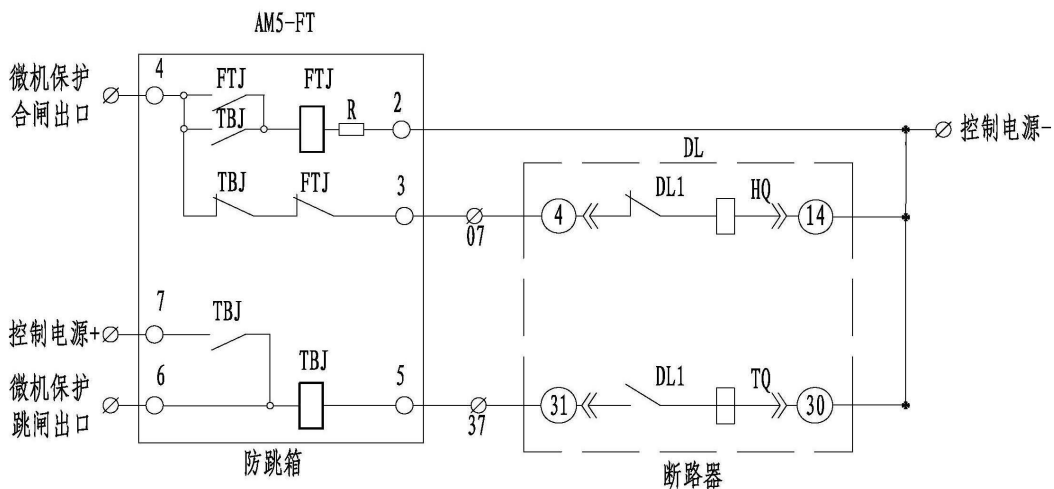 AM5-FT
微机保护
合闸出口
4
FTJ
FTJ
TBJ
R
2
控制电源-
DL
TBJ
FTJ
3
07
4
DL1
HQ
14
7
TBJ
控制电源+
微机保护
跳闸出口
6
TBJ
5
37
31
DL1
TQ
30
防跳箱
断路器